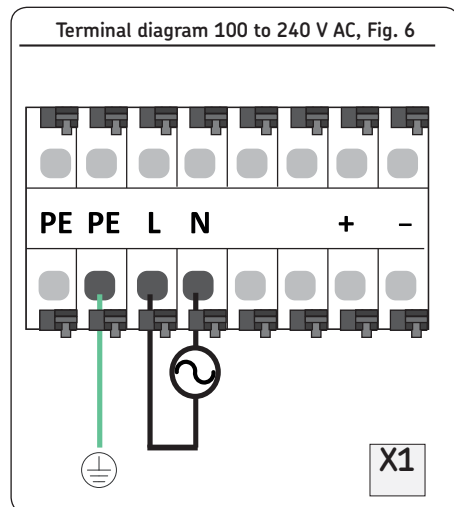 Terminal diagram 100 to 240 V AC, Fig. 6
PE PE L N + –
X1